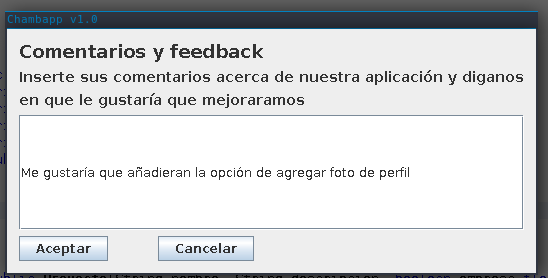 Chambapp v1.0
Comentarios y feedback
Inserte sus comentarios acerca de nuestra aplicación y diganos
en que le gustaría que mejoraramos
Me gustaría que añadieran la opción de agregar foto de perfil
Aceptar
Cancelar